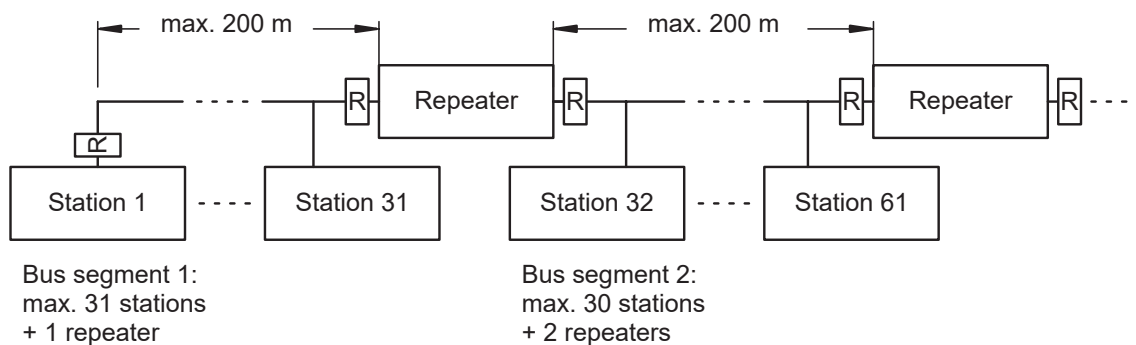 max. 200 m
max. 200 m
R
Repeater
R
R
Repeater
R
R
Station 1
Station 31
Station 32
Station 61
Bus segment 1:
max. 31 stations
+ 1 repeater
Bus segment 2:
max. 30 stations
+ 2 repeaters